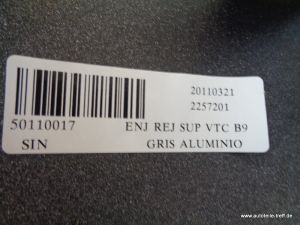 20110321
2257201
50110017 ENJ REJ SUP VTC B9
SIN GRIS ALUMINIO
© www.autoteile-treff.de